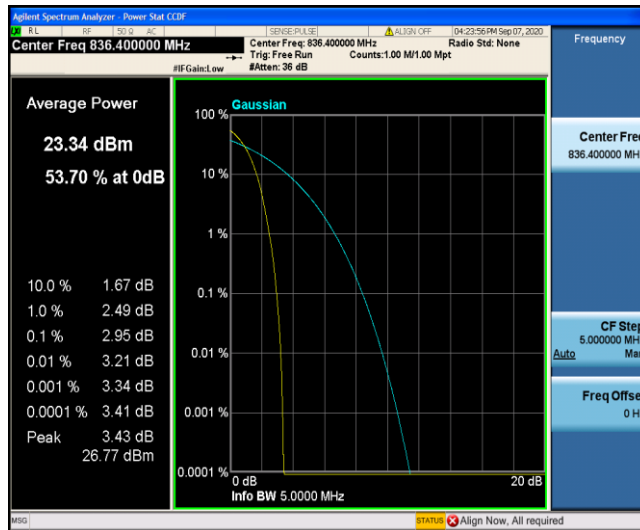 Agilent Spectrum Analyzer - Power Stat CCDF
RL RF 50 Ω AC SENSE:PULSE ALIGN OFF 04:23:56 PM Sep 07, 2020
Center Freq 836.400000 MHz
Center Freq: 836.400000 MHz
Radio Std: None
Trig: Free Run
Counts:1.00 M/1.00 Mpt
#IFGain:Low
#Atten: 36 dB
Average Power
23.34 dBm
53.70 % at 0dB
10.0 % 1.67 dB
1.0 % 2.49 dB
0.1 % 2.95 dB
0.01 % 3.21 dB
0.001 % 3.34 dB
0.0001 % 3.41 dB
Peak 3.43 dB
26.77 dBm
Gaussian
100 %
10 %
1 %
0.1 %
0.01 %
0.001 %
0.0001 %
0 dB 20 dB
Info BW 5.0000 MHz
Frequency
Center Fre
836.400000 MH
CF Step
5.000000 MH
Auto Ma
Freq Offse
0 H
MSG
STATUS Align Now, All required